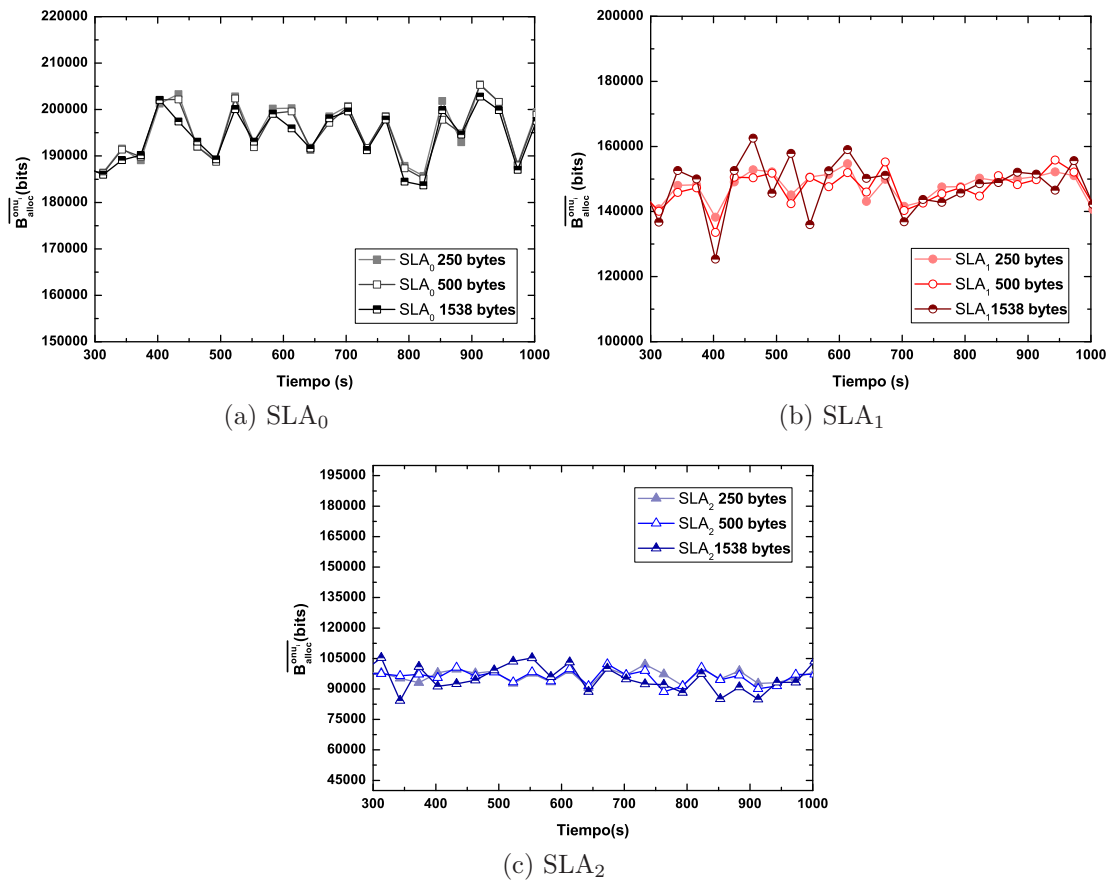 220000
210000
200000
190000
180000
170000
160000
150000
B alloc onu i (bits)
SLA0 250 bytes
SLA0 500 bytes
SLA0 1538 bytes
300 400 500 600 700 800 900 1000
Tiempo (s)
(a) SLA0
200000
180000
160000
140000
120000
100000
B alloc onu i (bits)
SLA1 250 bytes
SLA1 500 bytes
SLA1 1538 bytes
300 400 500 600 700 800 900 1000
Tiempo (s)
(b) SLA1
195000
180000
165000
150000
135000
120000
105000
90000
75000
60000
45000
B alloc onu i (bits)
SLA2 250 bytes
SLA2 500 bytes
SLA2 1538 bytes
300 400 500 600 700 800 900 1000
Tiempo(s)
(c) SLA2